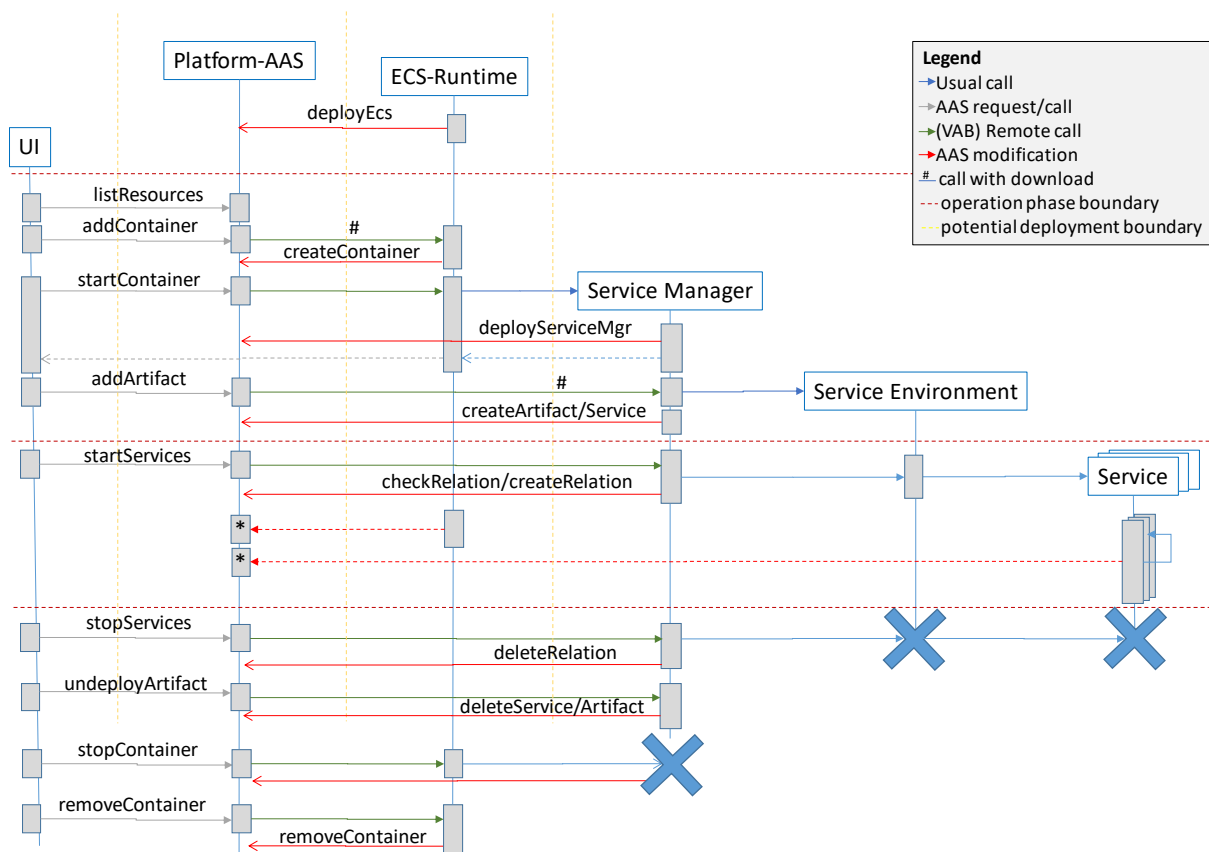 Platform-AAS
ECS-Runtime
Legend
Usual call
AAS request/call
(VAB) Remote call
AAS modification
# call with download
operation phase boundary
potential deployment boundary
deployEcs
UI
listResources
addContainer
#
createContainer
startContainer
Service Manager
deployServiceMgr
addArtifact
#
Service Environment
createArtifact/Service
startServices
checkRelation/createRelation
Service
*
*
stopServices
deleteRelation
undeployArtifact
deleteService/Artifact
stopContainer
removeContainer
removeContainer